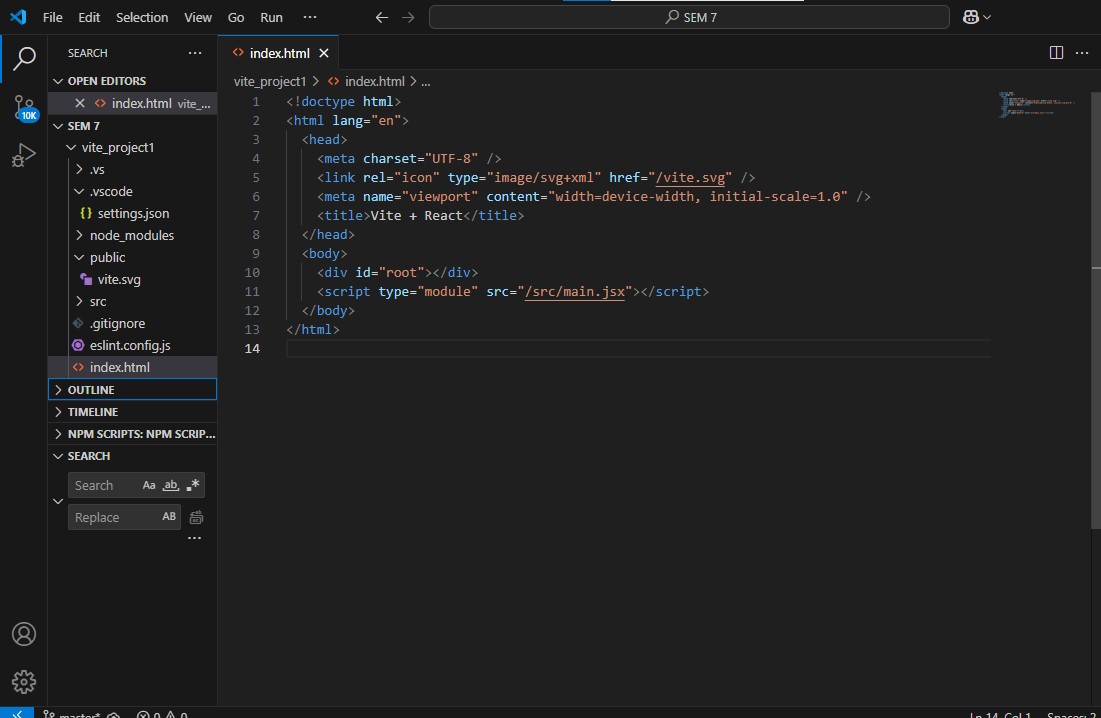 File Edit Selection View Go Run ···
SEM 7
SEARCH ···
OPEN EDITORS
index.html vite_...
SEM 7
vite_project1
.vs
.vscode
{} settings.json
node_modules
public
vite.svg
src
.gitignore
eslint.config.js
<> index.html
OUTLINE
TIMELINE
NPM SCRIPTS: NPM SCRIP...
SEARCH
Search Aa ab .*
Replace AB
···
10K
<> index.html ×
vite_project1 > <> index.html > ...
1 <!doctype html>
2 <html lang="en">
3   <head>
4     <meta charset="UTF-8" />
5     <link rel="icon" type="image/svg+xml" href="/vite.svg" />
6     <meta name="viewport" content="width=device-width, initial-scale=1.0" />
7     <title>Vite + React</title>
8   </head>
9   <body>
10     <div id="root"></div>
11     <script type="module" src="/src/main.jsx"></script>
12   </body>
13 </html>
14
master* 0 0 Ln 14, Col 1 Spaces: 2